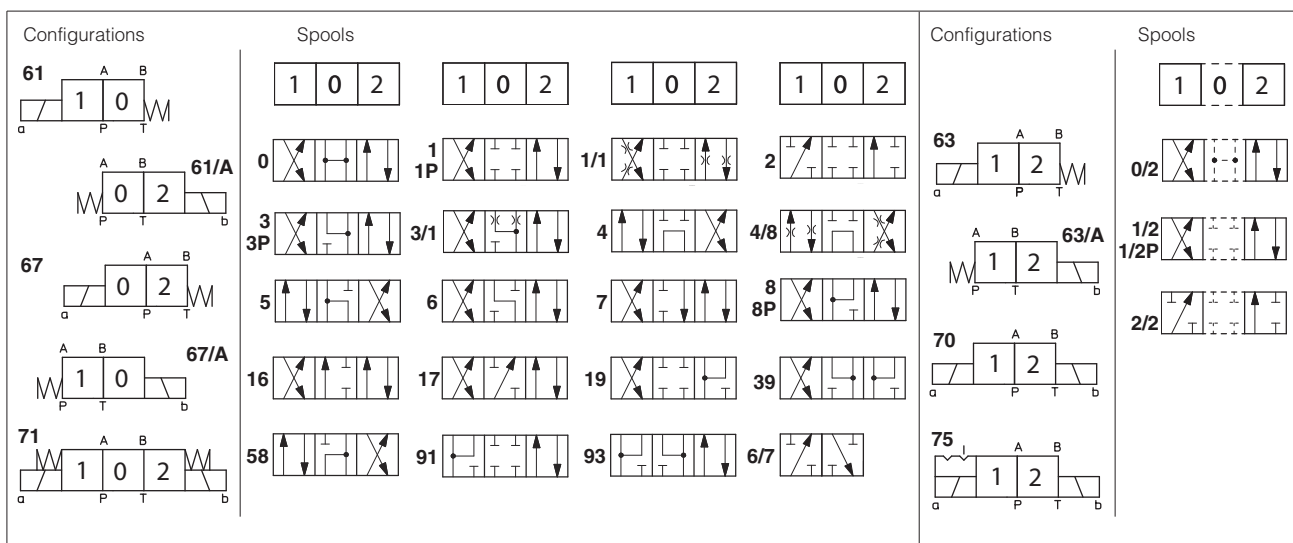 Configurations
Spools
Configurations
Spools
61
A B
1 0
a P T
61/A
A B
0 2
P T b
67
A B
0 2
a P T
67/A
A B
1 0
P T b
71
A B
1 0 2
a P T b
1 0 2
1 0 2
1 0 2
1 0 2
0
1
1P
1/1
2
3
3P
3/1
4
4/8
5
6
7
8
8P
16
17
19
39
58
91
93
6/7
63
A B
1 2
a P T
63/A
A B
1 2
P T b
70
A B
1 2
a P T b
75
A B
1 2
a P T b
1 0 2
0/2
1/2
1/2P
2/2